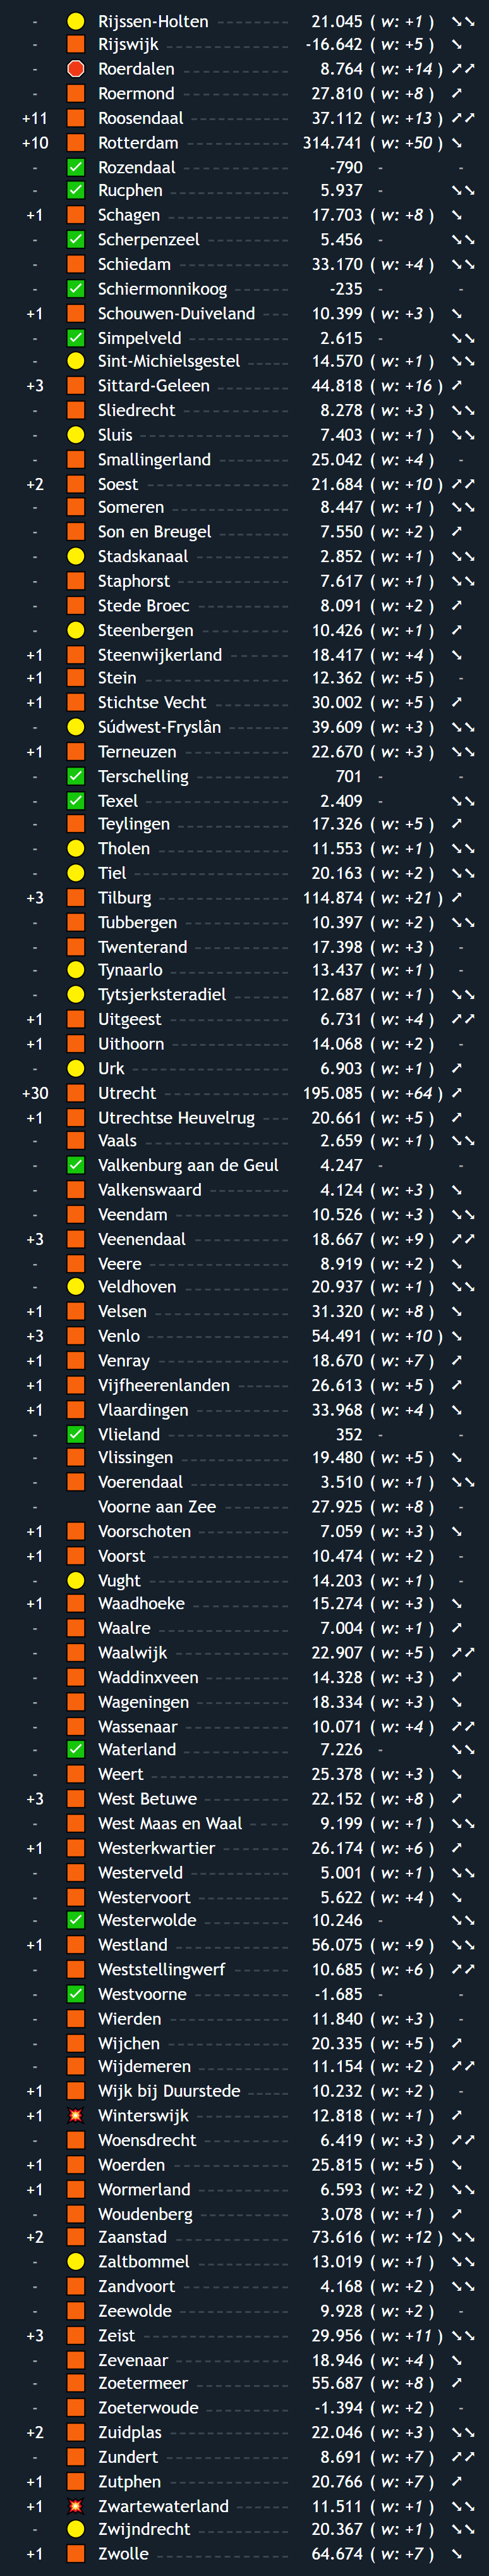 - Rijssen-Holten 21.045 ( w: +1 ) ➘➘
- Rijswijk -16.642 ( w: +5 ) ➘
- Roerdalen 8.764 ( w: +14 ) ➚➚
- Roermond 27.810 ( w: +8 ) ➚
+11 Roosendaal 37.112 ( w: +13 ) ➚➚
+10 Rotterdam 314.741 ( w: +50 ) ➘
- Rozendaal -790 - -
- Rucphen 5.937 - ➘➘
+1 Schagen 17.703 ( w: +8 ) ➘
- Scherpenzeel 5.456 - ➘➘
- Schiedam 33.170 ( w: +4 ) ➘➘
- Schiermonnikoog -235 - -
+1 Schouwen-Duiveland 10.399 ( w: +3 ) ➘
- Simpelveld 2.615 - ➘➘
- Sint-Michielsgestel 14.570 ( w: +1 ) ➘➘
+3 Sittard-Geleen 44.818 ( w: +16 ) ➚
- Sliedrecht 8.278 ( w: +3 ) ➘➘
- Sluis 7.403 ( w: +1 ) ➘➘
- Smallingerland 25.042 ( w: +4 ) -
+2 Soest 21.684 ( w: +10 ) ➚➚
- Someren 8.447 ( w: +1 ) ➘➘
- Son en Breugel 7.550 ( w: +2 ) ➚
- Stadskanaal 2.852 ( w: +1 ) ➘➘
- Staphorst 7.617 ( w: +1 ) ➘➘
- Stede Broec 8.091 ( w: +2 ) ➚
- Steenbergen 10.426 ( w: +1 ) ➚
+1 Steenwijkerland 18.417 ( w: +4 ) ➘
+1 Stein 12.362 ( w: +5 ) -
+1 Stichtse Vecht 30.002 ( w: +5 ) ➚
- Súdwest-Fryslân 39.609 ( w: +3 ) ➘➘
+1 Terneuzen 22.670 ( w: +3 ) ➘➘
- Terschelling 701 - -
- Texel 2.409 - ➘➘
- Teylingen 17.326 ( w: +5 ) ➚
- Tholen 11.553 ( w: +1 ) ➘➘
- Tiel 20.163 ( w: +2 ) ➘➘
+3 Tilburg 114.874 ( w: +21 ) ➚
- Tubbergen 10.397 ( w: +2 ) ➘➘
- Twenterand 17.398 ( w: +3 ) -
- Tynaarlo 13.437 ( w: +1 ) -
- Tytsjerksteradiel 12.687 ( w: +1 ) ➘➘
+1 Uitgeest 6.731 ( w: +4 ) ➚➚
+1 Uithoorn 14.068 ( w: +2 ) -
- Urk 6.903 ( w: +1 ) ➚
+30 Utrecht 195.085 ( w: +64 ) ➚
+1 Utrechtse Heuvelrug 20.661 ( w: +5 ) ➚
- Vaals 2.659 ( w: +1 ) ➘➘
- Valkenburg aan de Geul 4.247 - -
- Valkenswaard 4.124 ( w: +3 ) ➘
- Veendam 10.526 ( w: +3 ) ➘➘
+3 Veenendaal 18.667 ( w: +9 ) ➚➚
- Veere 8.919 ( w: +2 ) ➘
- Veldhoven 20.937 ( w: +1 ) ➘➘
+1 Velsen 31.320 ( w: +8 ) ➘
+3 Venlo 54.491 ( w: +10 ) ➘
+1 Venray 18.670 ( w: +7 ) ➚
+1 Vijfheerenlanden 26.613 ( w: +5 ) ➚
+1 Vlaardingen 33.968 ( w: +4 ) ➘
- Vlieland 352 - -
- Vlissingen 19.480 ( w: +5 ) ➘
- Voerendaal 3.510 ( w: +1 ) ➘➘
- Voorne aan Zee 27.925 ( w: +8 ) -
+1 Voorschoten 7.059 ( w: +3 ) ➘
+1 Voorst 10.474 ( w: +2 ) -
- Vught 14.203 ( w: +1 ) -
+1 Waadhoeke 15.274 ( w: +3 ) ➘
- Waalre 7.004 ( w: +1 ) ➚
- Waalwijk 22.907 ( w: +5 ) ➚➚
- Waddinxveen 14.328 ( w: +3 ) ➚
- Wageningen 18.334 ( w: +3 ) ➘
- Wassenaar 10.071 ( w: +4 ) ➚➚
- Waterland 7.226 - ➘➘
- Weert 25.378 ( w: +3 ) ➘
+3 West Betuwe 22.152 ( w: +8 ) ➚
- West Maas en Waal 9.199 ( w: +1 ) ➘➘
+1 Westerkwartier 26.174 ( w: +6 ) ➚
- Westerveld 5.001 ( w: +1 ) ➘➘
- Westervoort 5.622 ( w: +4 ) ➘
- Westerwolde 10.246 - ➘➘
+1 Westland 56.075 ( w: +9 ) ➘➘
- Weststellingwerf 10.685 ( w: +6 ) ➚➚
- Westvoorne -1.685 - -
- Wierden 11.840 ( w: +3 ) -
- Wijchen 20.335 ( w: +5 ) ➚
- Wijdemeren 11.154 ( w: +2 ) ➚➚
+1 Wijk bij Duurstede 10.232 ( w: +2 ) -
+1 Winterswijk 12.818 ( w: +1 ) ➚
- Woensdrecht 6.419 ( w: +3 ) ➚➚
+1 Woerden 25.815 ( w: +5 ) ➘
+1 Wormerland 6.593 ( w: +2 ) ➘➘
- Woudenberg 3.078 ( w: +1 ) ➚
+2 Zaanstad 73.616 ( w: +12 ) ➘➘
- Zaltbommel 13.019 ( w: +1 ) ➘➘
- Zandvoort 4.168 ( w: +2 ) ➘➘
- Zeewolde 9.928 ( w: +2 ) -
+3 Zeist 29.956 ( w: +11 ) ➘➘
- Zevenaar 18.946 ( w: +4 ) ➘
- Zoetermeer 55.687 ( w: +8 ) ➚
- Zoeterwoude -1.394 ( w: +2 ) -
+2 Zuidplas 22.046 ( w: +3 ) ➘➘
- Zundert 8.691 ( w: +7 ) ➚➚
+1 Zutphen 20.766 ( w: +7 ) ➚
+1 Zwartewaterland 11.511 ( w: +1 ) ➘➘
- Zwijndrecht 20.367 ( w: +1 ) ➘➘
+1 Zwolle 64.674 ( w: +7 ) ➘